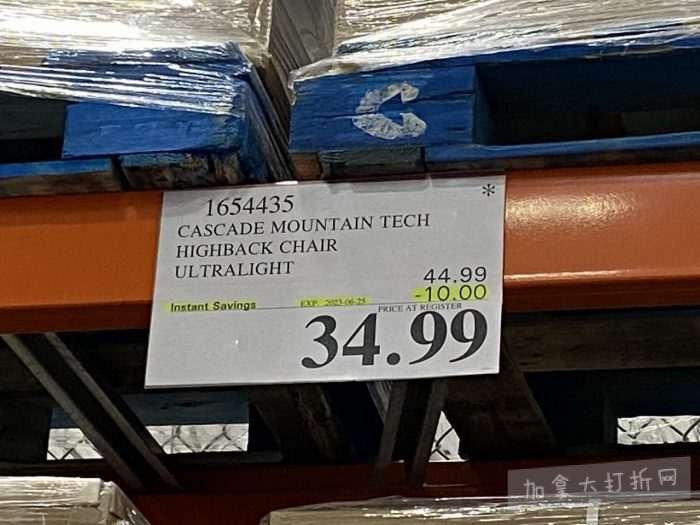 C
1654435 *
CASCADE MOUNTAIN TECH
HIGHBACK CHAIR
ULTRALIGHT
44.99
Instant Savings EXP. 2023-06-25 -10.00
PRICE AT REGISTER
34.99
加拿大打折网